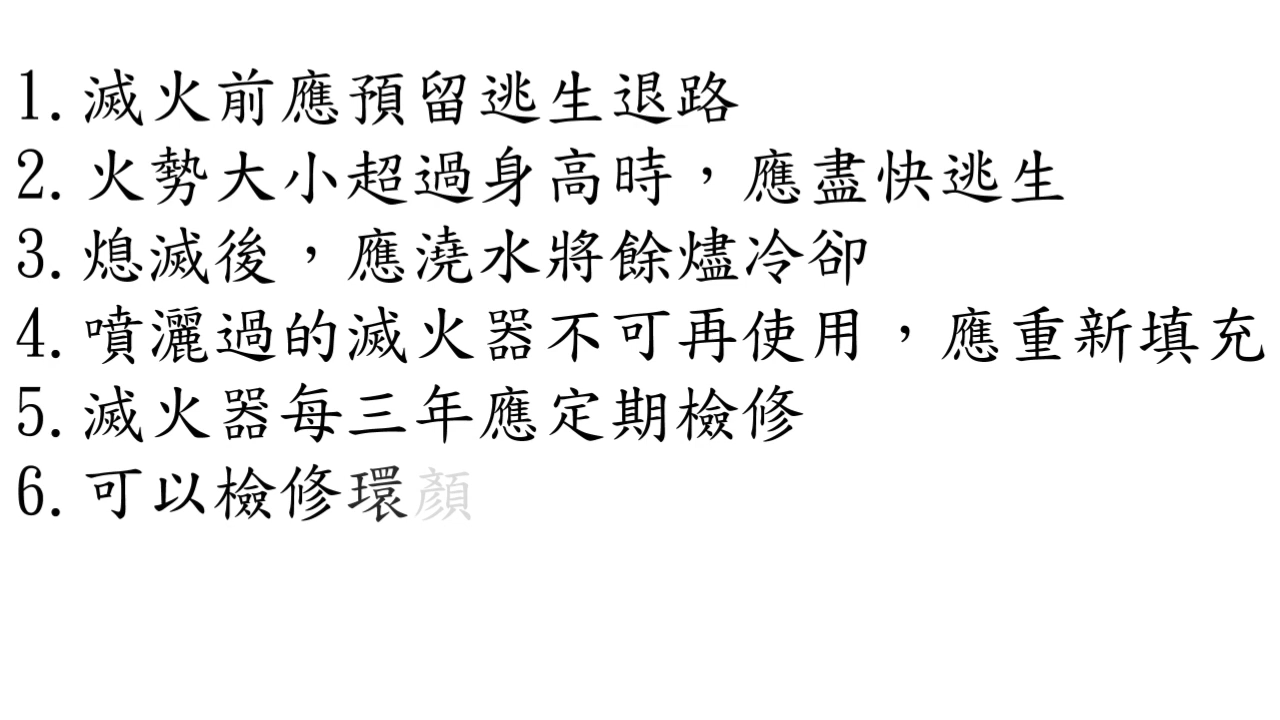 1.滅火前應預留逃生退路
2.火勢大小超過身高時，應盡快逃生
3.熄滅後，應澆水將餘燼冷卻
4.噴灑過的滅火器不可再使用，應重新填充
5.滅火器每三年應定期檢修
6.可以檢修環顏